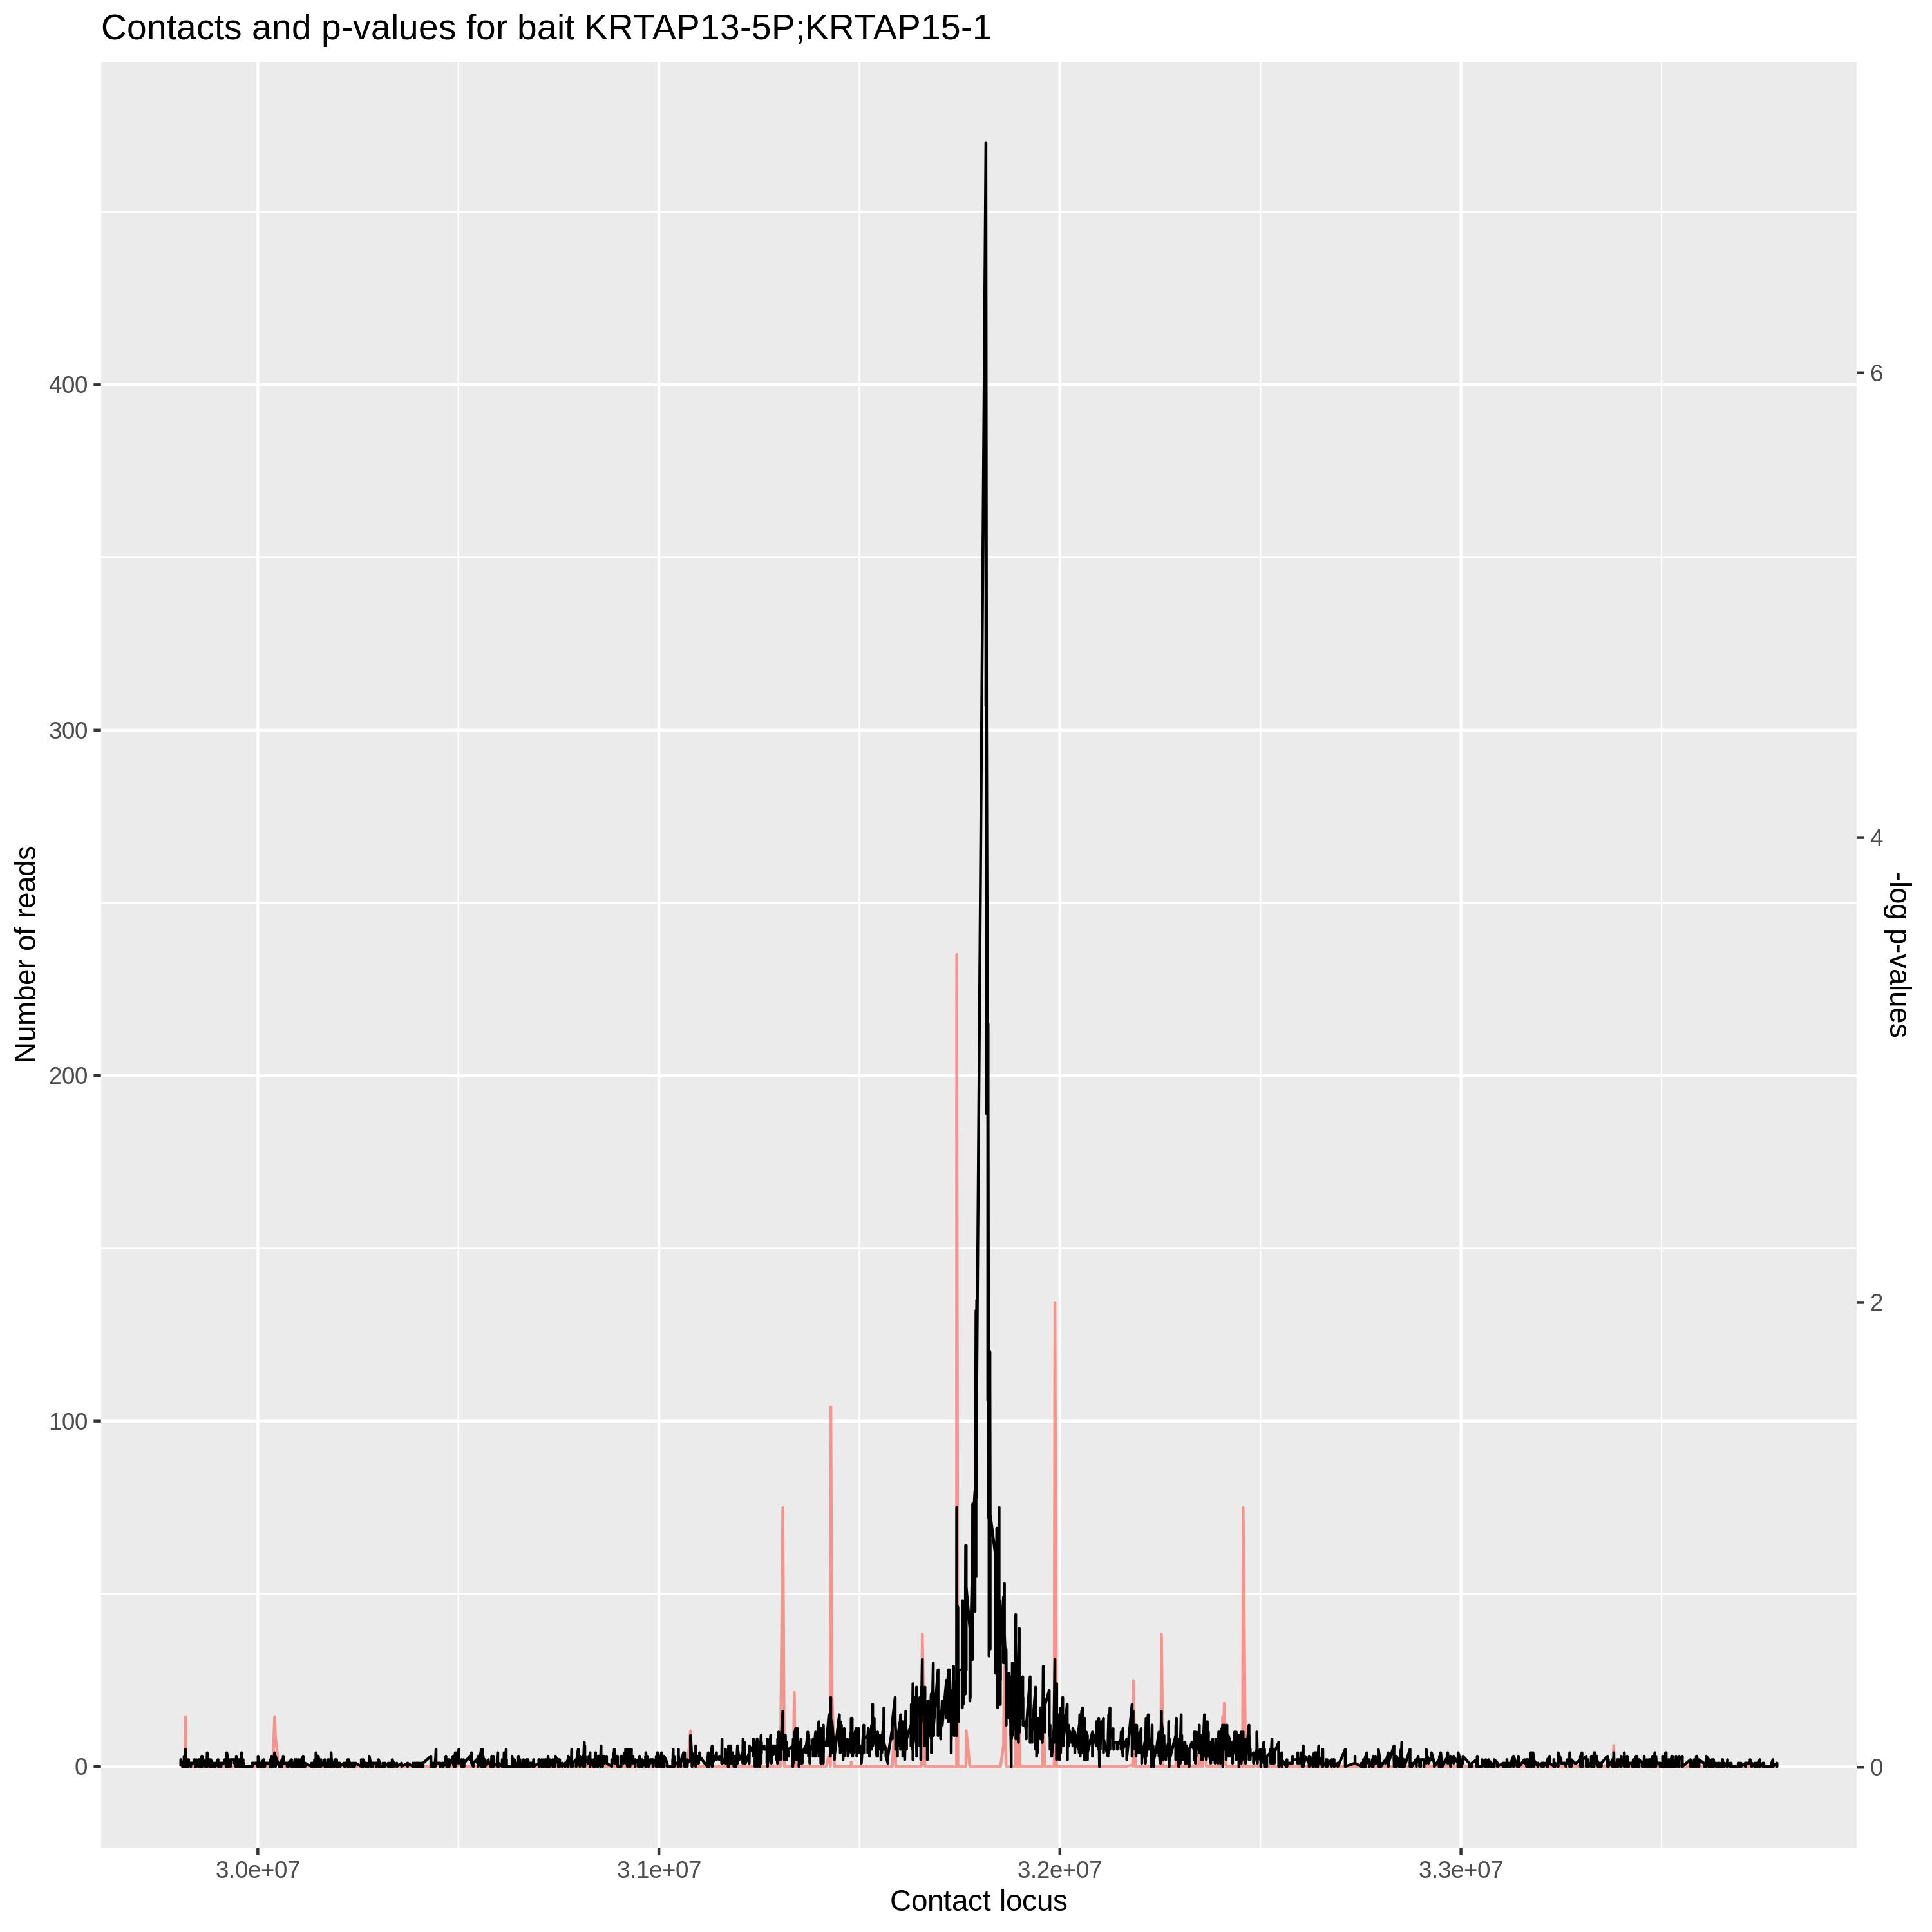 Contacts and p-values for bait KRTAP13-5P;KRTAP15-1
Number of reads
400
300
200
100
0
6
4
2
0
-log p-values
3.0e+07
3.1e+07
3.2e+07
3.3e+07
Contact locus